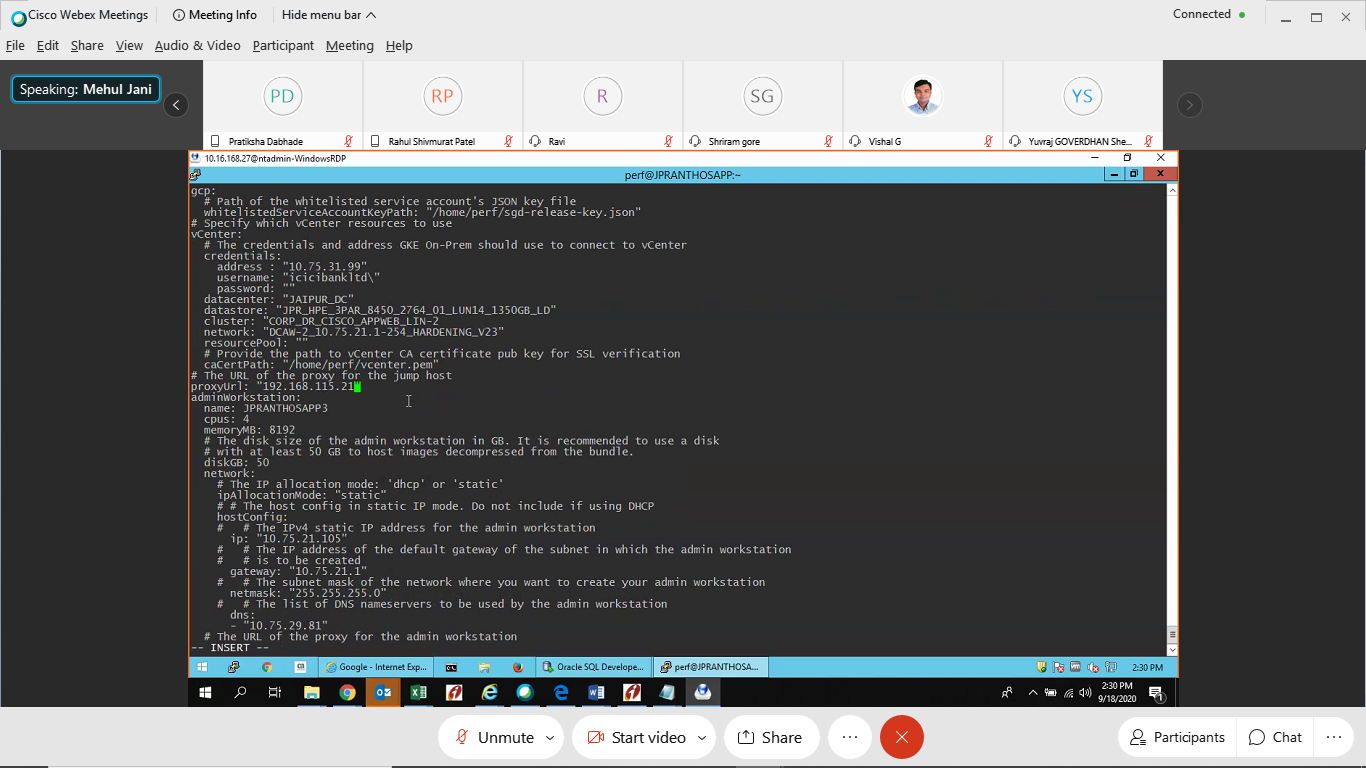 Cisco Webex Meetings
Meeting Info
Hide menu bar
Connected
File Edit Share View Audio & Video Participant Meeting Help
Speaking: Mehul Jani
PD
RP
R
SG
YS
Pratiksha Dabhade
Rahul Shivmurat Patel
Ravi
Shriram gore
Vishal G
Yuvraj GOVERDHAN She...
10.16.168.27@ntadmin-WindowsRDP
perf@JPRANTHOSAPP:~
gcp:
# Path of the whitelisted service account's JSON key file
whitelistedServiceAccountKeyPath: "/home/perf/sgd-release-key.json"
# Specify which vCenter resources to use
vCenter:
# The credentials and address GKE On-Prem should use to connect to vCenter
credentials:
address : "10.75.31.99"
username: "icicibankltd\"
password: ""
datacenter: "JAIPUR_DC"
datastore: "JPR_HPE_3PAR_8450_2764_01_LUN14_1350GB_LD"
cluster: "CORP_DR_CISCO_APPWEB_LIN-2
network: "DCAW-2_10.75.21.1-254_HARDENING_V23"
resourcePool: ""
# Provide the path to vCenter CA certificate pub key for SSL verification
caCertPath: "/home/perf/vcenter.pem"
# The URL of the proxy for the jump host
proxyUrl: "192.168.115.21"
adminWorkstation:
name: JPRANTHOSAPP3
cpus: 4
memoryMB: 8192
# The disk size of the admin workstation in GB. It is recommended to use a disk
# with at least 50 GB to host images decompressed from the bundle.
diskGB: 50
network:
# The IP allocation mode: 'dhcp' or 'static'
ipAllocationMode: "static"
# # The host config in static IP mode. Do not include if using DHCP
hostConfig:
# # The IPv4 static IP address for the admin workstation
ip: "10.75.21.105"
# # The IP address of the default gateway of the subnet in which the admin workstation
# # is to be created
gateway: "10.75.21.1"
# # The subnet mask of the network where you want to create your admin workstation
netmask: "255.255.255.0"
# # The list of DNS nameservers to be used by the admin workstation
dns:
- "10.75.29.81"
# The URL of the proxy for the admin workstation
-- INSERT --
Google - Internet Exp...
Oracle SQL Develope...
perf@JPRANTHOSA...
2:30 PM
2:30 PM
9/18/2020
1
Unmute
Start video
Share
Participants
Chat